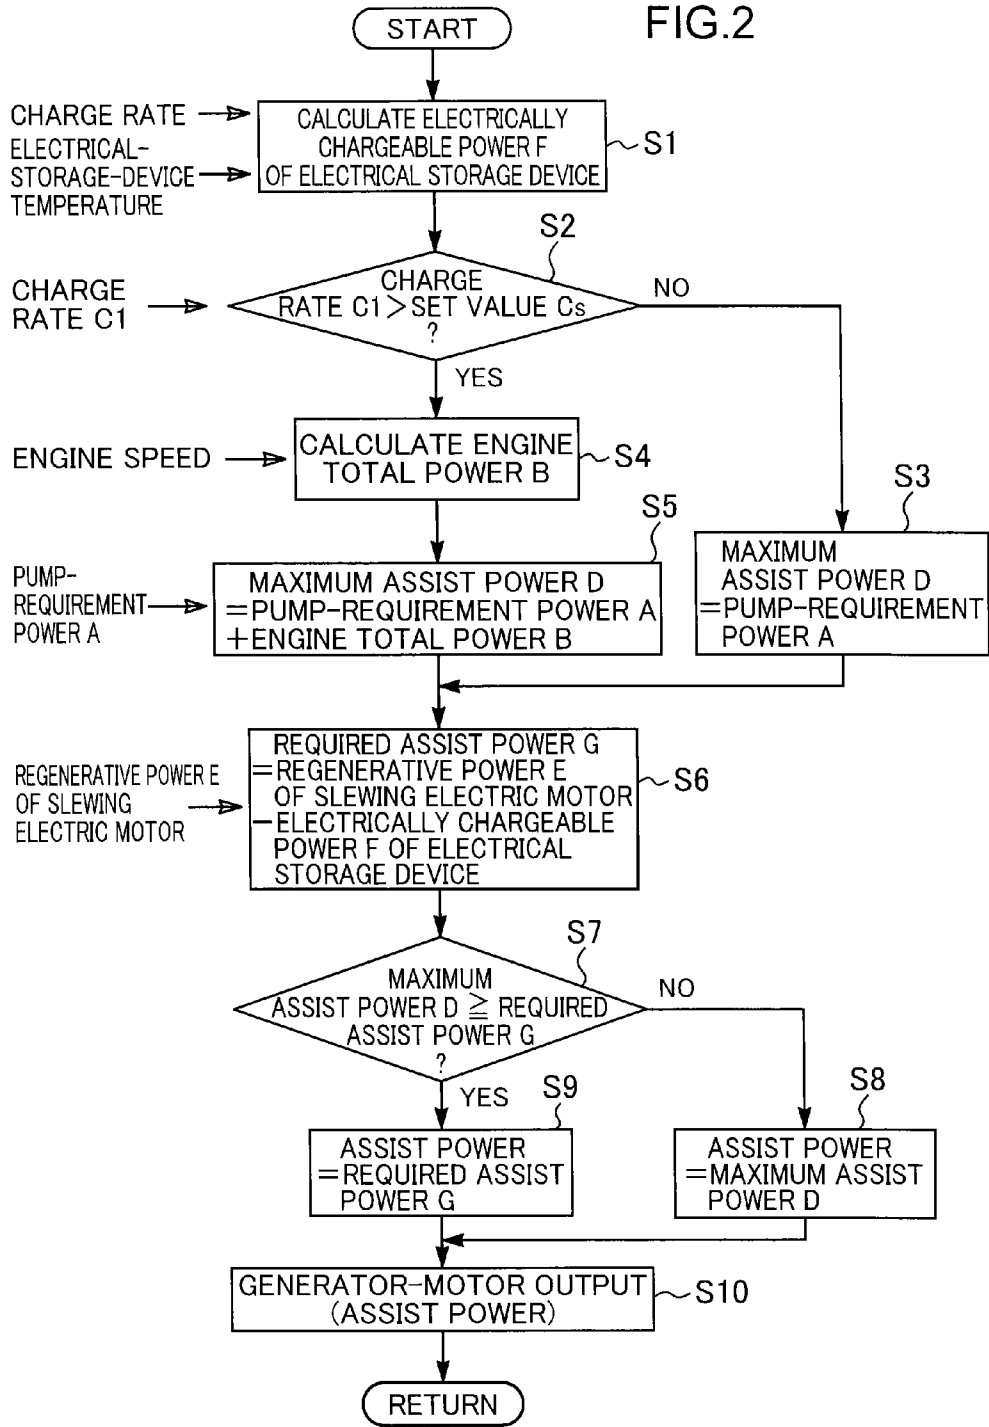 FIG.2
START
CHARGE RATE
ELECTRICAL-
STORAGE-DEVICE
TEMPERATURE
CALCULATE ELECTRICALLY
CHARGEABLE POWER F
OF ELECTRICAL STORAGE DEVICE
S1
S2
CHARGE
RATE C1
CHARGE
RATE C1 > SET VALUE Cs
?
NO
YES
ENGINE SPEED
CALCULATE ENGINE
TOTAL POWER B
S4
S5
S3
PUMP-
REQUIREMENT
POWER A
MAXIMUM ASSIST POWER D
=PUMP-REQUIREMENT POWER A
+ENGINE TOTAL POWER B
MAXIMUM
ASSIST POWER D
=PUMP-REQUIREMENT
POWER A
REGENERATIVE POWER E
OF SLEWING
ELECTRIC MOTOR
REQUIRED ASSIST POWER G
=REGENERATIVE POWER E
OF SLEWING ELECTRIC MOTOR
−ELECTRICALLY CHARGEABLE
POWER F OF ELECTRICAL
STORAGE DEVICE
S6
S7
MAXIMUM
ASSIST POWER D ≧ REQUIRED
ASSIST POWER G
?
NO
YES
S9
S8
ASSIST POWER
=REQUIRED ASSIST
POWER G
ASSIST POWER
=MAXIMUM ASSIST
POWER D
GENERATOR-MOTOR OUTPUT
(ASSIST POWER)
S10
RETURN